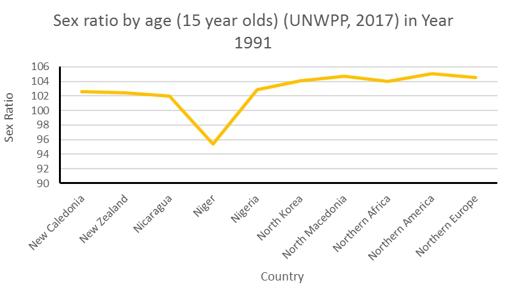 Sex ratio by age (15 year olds) (UNWPP, 2017) in Year
1991
Sex Ratio
106
104
102
100
98
96
94
92
90
New Caledonia
New Zealand
Nicaragua
Niger
Nigeria
North Korea
North Macedonia
Northern Africa
Northern America
Northern Europe
Country